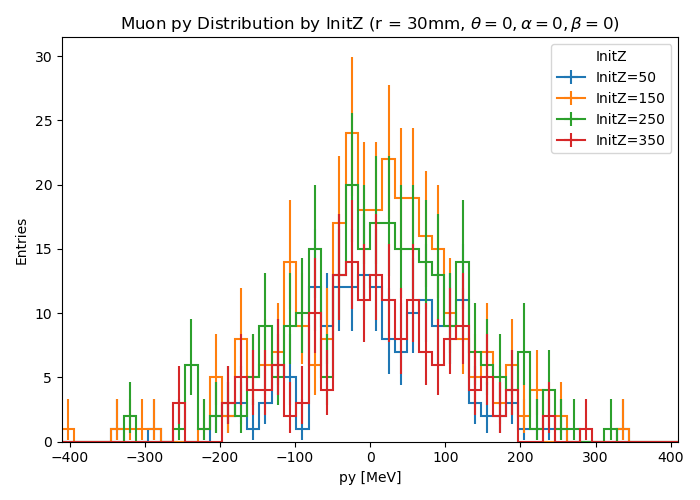 Muon py Distribution by InitZ (r = 30mm, θ = 0, α = 0, β = 0)
InitZ
InitZ=50
InitZ=150
InitZ=250
InitZ=350
Entries
30
25
20
15
10
5
0
−400 −300 −200 −100 0 100 200 300 400
py [MeV]